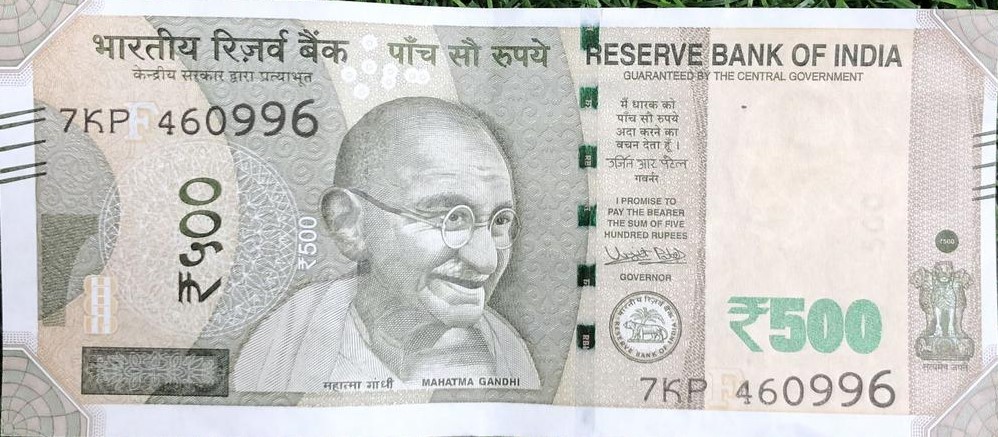 भारतीय रिज़र्व बैंक
केन्द्रीय सरकार द्वारा प्रत्याभूत
पाँच सौ रुपये
RESERVE BANK OF INDIA
GUARANTEED BY THE CENTRAL GOVERNMENT
7KP 460996
₹५००
₹500
मैं धारक को
पाँच सौ रुपये
अदा करने का
वचन देता हूँ ।
उर्जित आर पटेल
गवर्नर
I PROMISE TO
PAY THE BEARER
THE SUM OF FIVE
HUNDRED RUPEES
GOVERNOR
भारतीय रिज़र्व बैंक
RESERVE BANK OF INDIA
₹500
₹500
सत्यमेव जयते
महात्मा गांधी
MAHATMA GANDHI
7KP 460996